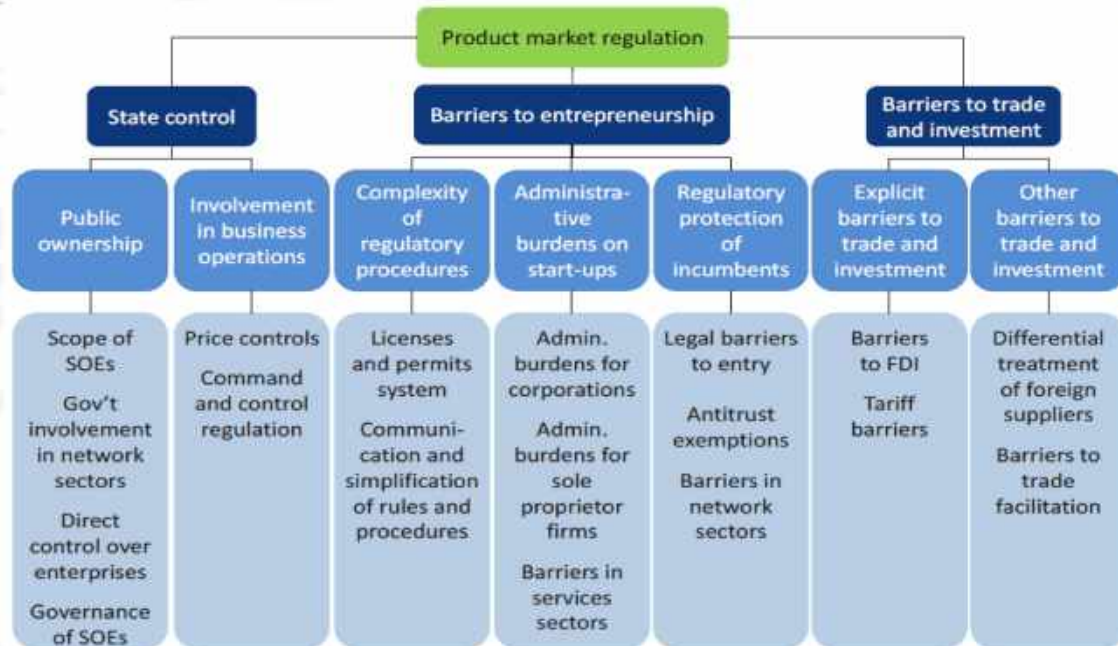 Product market regulation
State control
Barriers to entrepreneurship
Barriers to trade
and investment
Public
ownership
Involvement
in business
operations
Complexity
of
regulatory
procedures
Administra-
tive
burdens on
start-ups
Regulatory
protection
of
incumbents
Explicit
barriers to
trade and
investment
Other
barriers to
trade and
investment
Scope of
SOEs
Gov't
involvement
in network
sectors
Direct
control over
enterprises
Governance
of SOEs
Price controls
Command
and control
regulation
Licenses
and permits
system
Communi-
cation and
simplification
of rules and
procedures
Admin.
burdens for
corporations
Admin.
burdens for
sole
proprietor
firms
Barriers in
services
sectors
Legal barriers
to entry
Antitrust
exemptions
Barriers in
network
sectors
Barriers
to FDI
Tariff
barriers
Differential
treatment
of foreign
suppliers
Barriers to
trade
facilitation